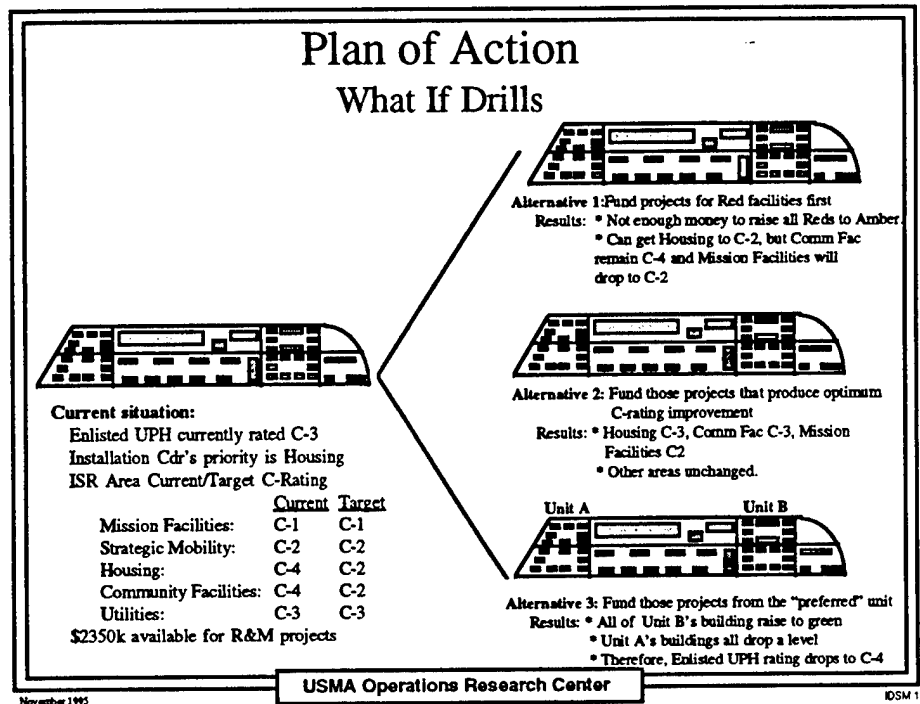 Plan of Action
What If Drills
Alternative 1:Fund projects for Red facilities first
Results: * Not enough money to raise all Reds to Amber.
* Can get Housing to C-2, but Comm Fac
remain C-4 and Mission Facilities will
drop to C-2
Current situation:
Enlisted UPH currently rated C-3
Installation Cdr's priority is Housing
ISR Area Current/Target C-Rating
Current Target
Mission Facilities: C-1 C-1
Strategic Mobility: C-2 C-2
Housing: C-4 C-2
Community Facilities: C-4 C-2
Utilities: C-3 C-3
$2350k available for R&M projects
Alternative 2: Fund those projects that produce optimum
C-rating improvement
Results: * Housing C-3, Comm Fac C-3, Mission
Facilities C2
* Other areas unchanged.
Unit A Unit B
Alternative 3: Fund those projects from the "preferred" unit
Results: * All of Unit B's building raise to green
* Unit A's buildings all drop a level
* Therefore, Enlisted UPH rating drops to C-4
USMA Operations Research Center
November 1995
IDSM 1